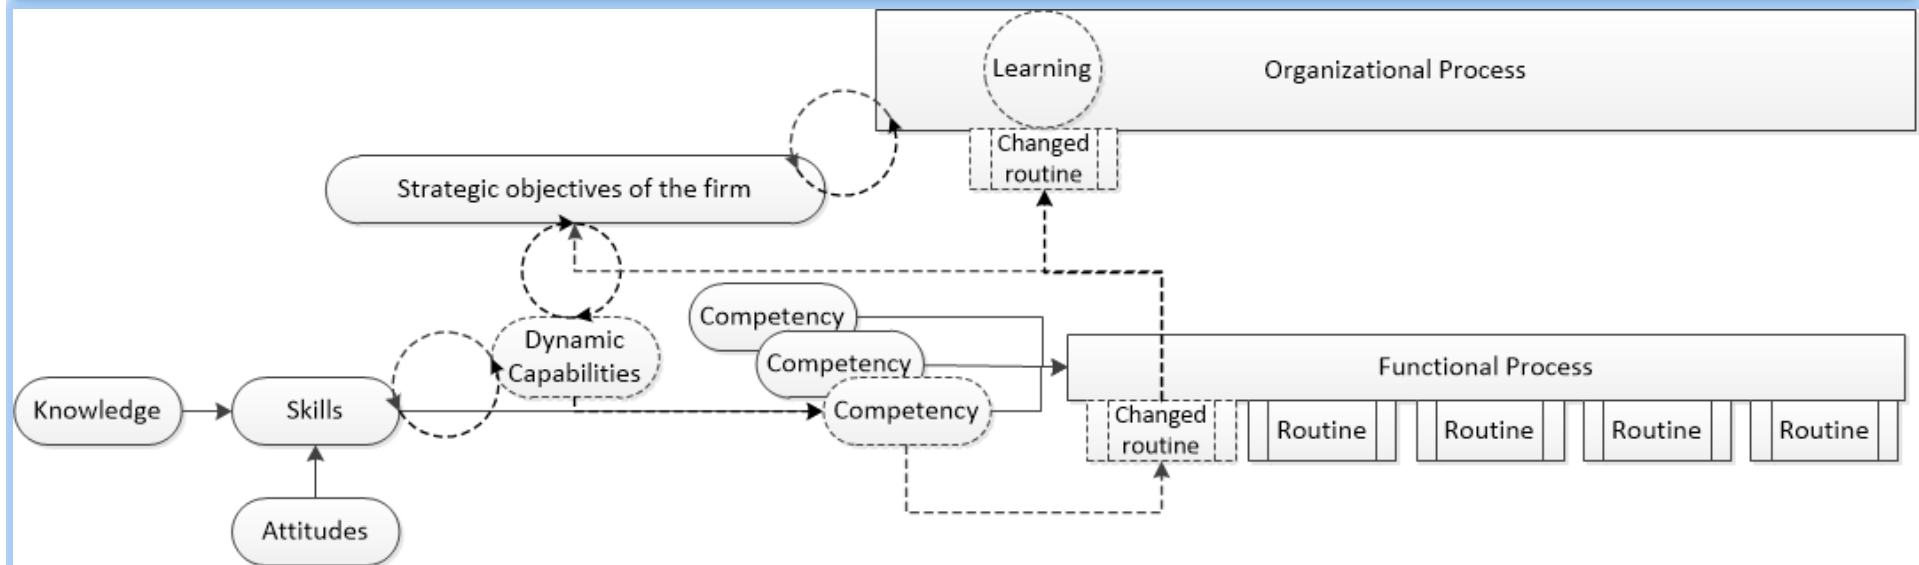 Learning
Organizational Process
Changed
routine
Strategic objectives of the firm
Competency
Dynamic
Capabilities
Competency
Functional Process
Knowledge
Skills
Competency
Changed
routine
Routine
Routine
Routine
Routine
Attitudes